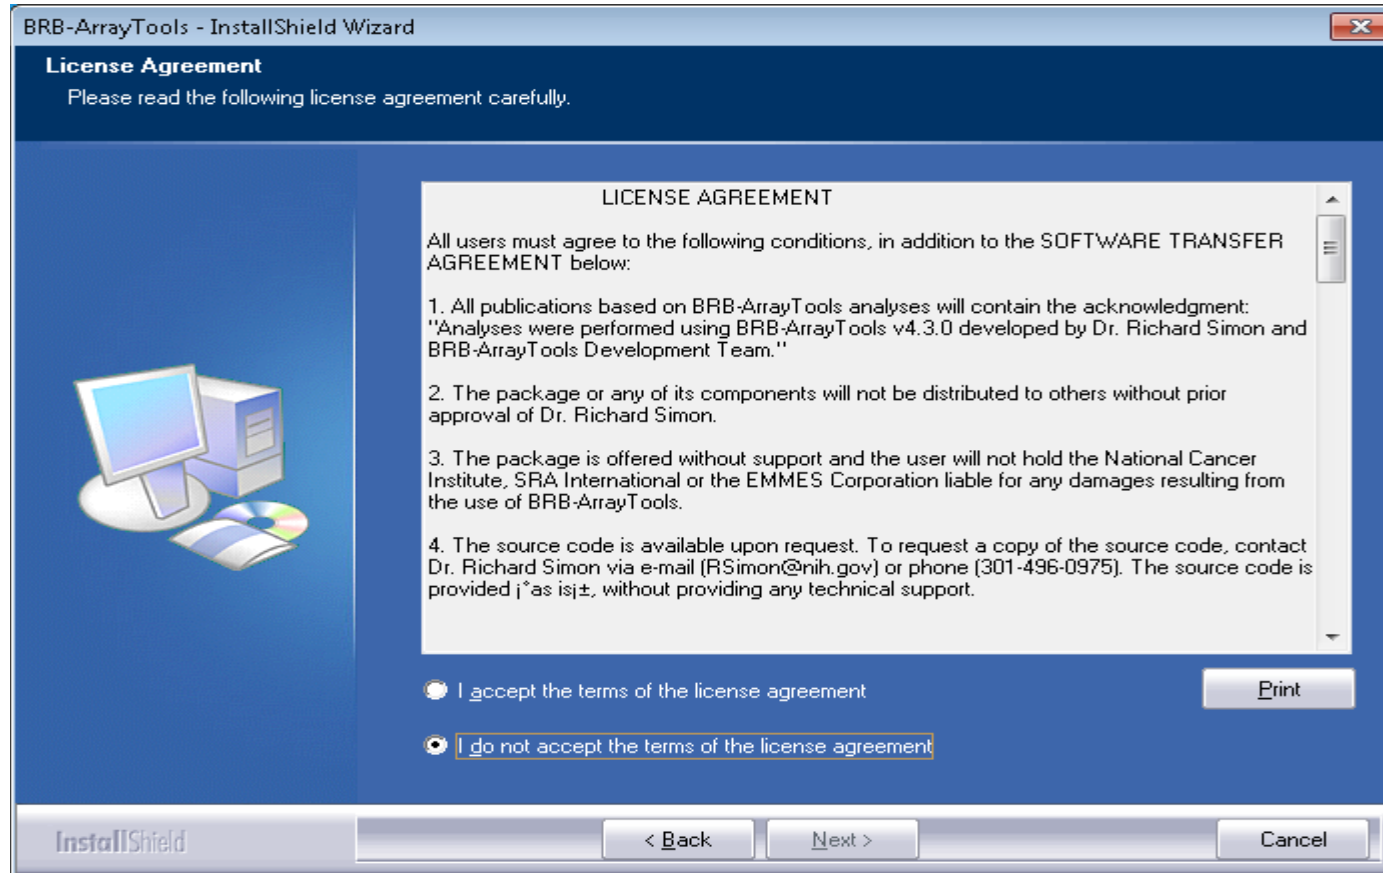 BRB-ArrayTools - InstallShield Wizard
License Agreement
Please read the following license agreement carefully.
LICENSE AGREEMENT
All users must agree to the following conditions, in addition to the SOFTWARE TRANSFER
AGREEMENT below:
1. All publications based on BRB-ArrayTools analyses will contain the acknowledgment:
"Analyses were performed using BRB-ArrayTools v4.3.0 developed by Dr. Richard Simon and
BRB-ArrayTools Development Team."
2. The package or any of its components will not be distributed to others without prior
approval of Dr. Richard Simon.
3. The package is offered without support and the user will not hold the National Cancer
Institute, SRA International or the EMMES Corporation liable for any damages resulting from
the use of BRB-ArrayTools.
4. The source code is available upon request. To request a copy of the source code, contact
Dr. Richard Simon via e-mail (RSimon@nih.gov) or phone (301-496-0975). The source code is
provided ¡°as is¡±, without providing any technical support.
I accept the terms of the license agreement
Print
I do not accept the terms of the license agreement
InstallShield
< Back
Next >
Cancel